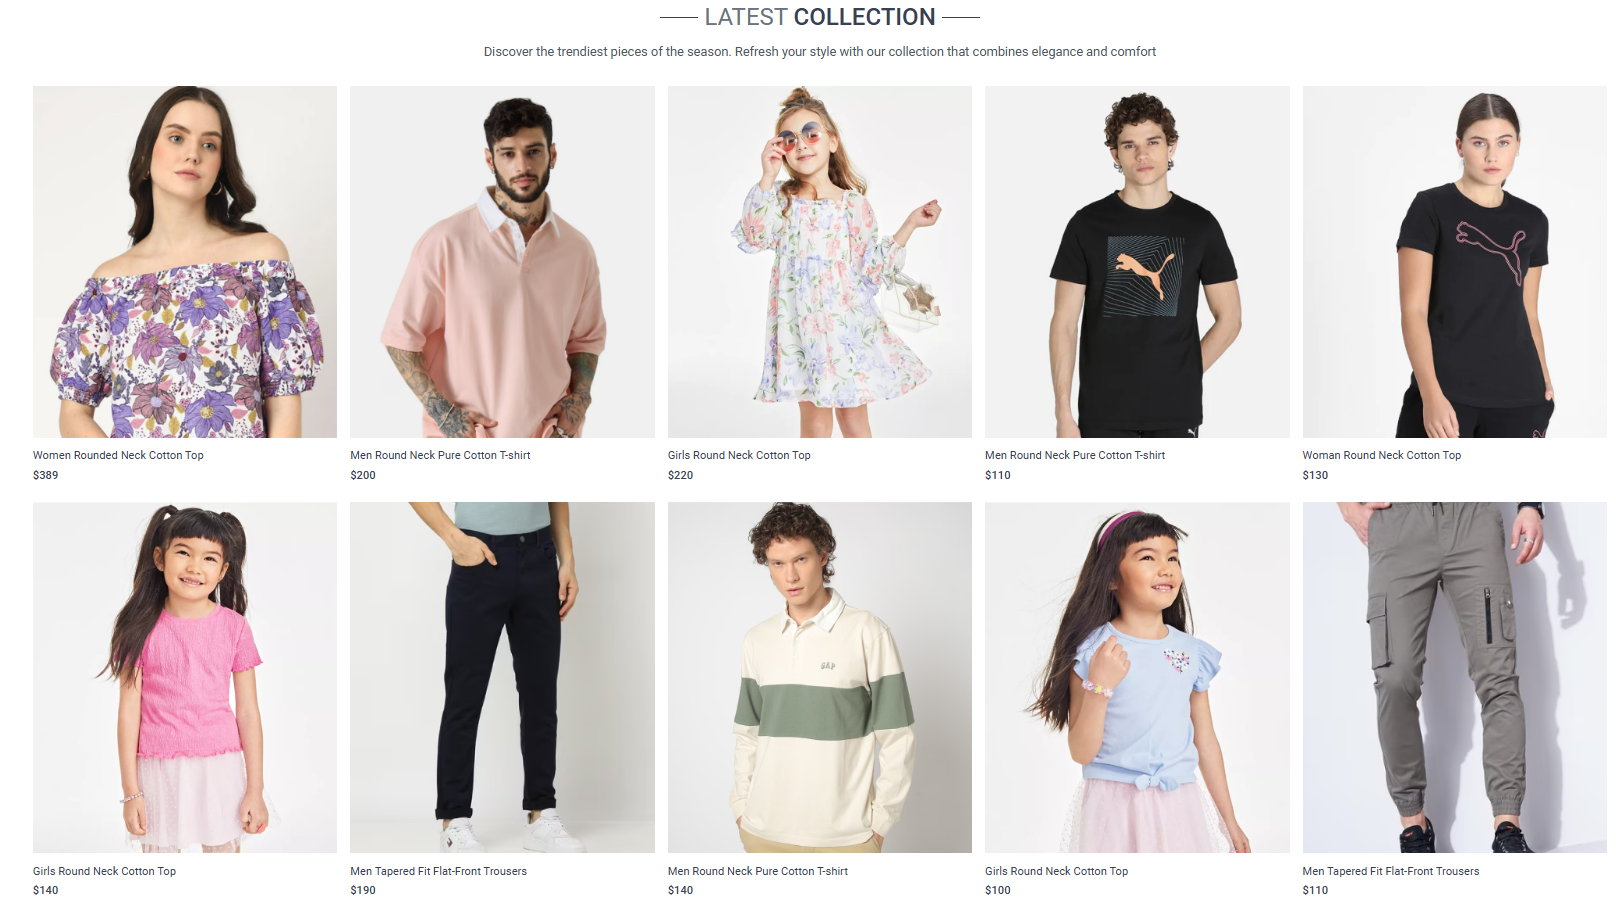 LATEST COLLECTION
Discover the trendiest pieces of the season. Refresh your style with our collection that combines elegance and comfort
Women Rounded Neck Cotton Top
$389
Men Round Neck Pure Cotton T-shirt
$200
Girls Round Neck Cotton Top
$220
Men Round Neck Pure Cotton T-shirt
$110
Woman Round Neck Cotton Top
$130
GAP
Girls Round Neck Cotton Top
$140
Men Tapered Fit Flat-Front Trousers
$190
Men Round Neck Pure Cotton T-shirt
$140
Girls Round Neck Cotton Top
$100
Men Tapered Fit Flat-Front Trousers
$110